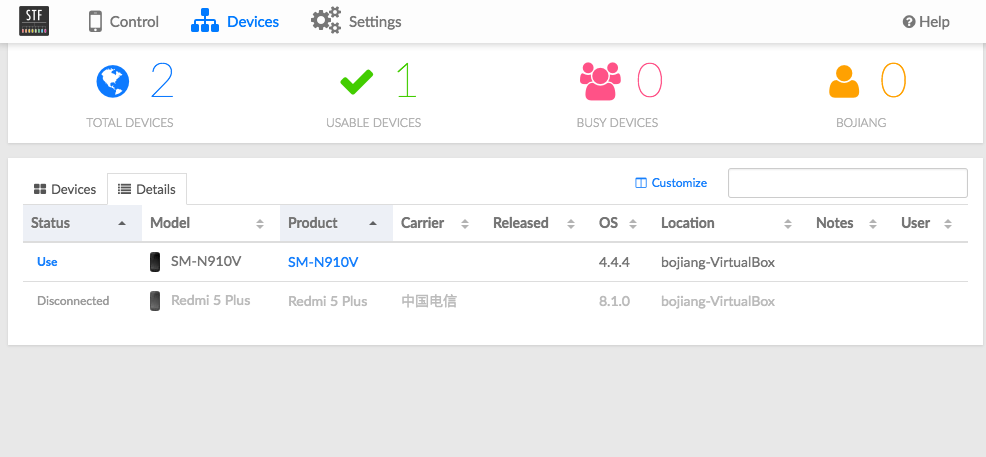 STF Control Devices Settings Help
2 1 0 0
TOTAL DEVICES USABLE DEVICES BUSY DEVICES BOJIANG
Devices Details Customize
Status Model Product Carrier Released OS Location Notes User
Use SM-N910V SM-N910V 4.4.4 bojiang-VirtualBox
Disconnected Redmi 5 Plus Redmi 5 Plus 中国电信 8.1.0 bojiang-VirtualBox